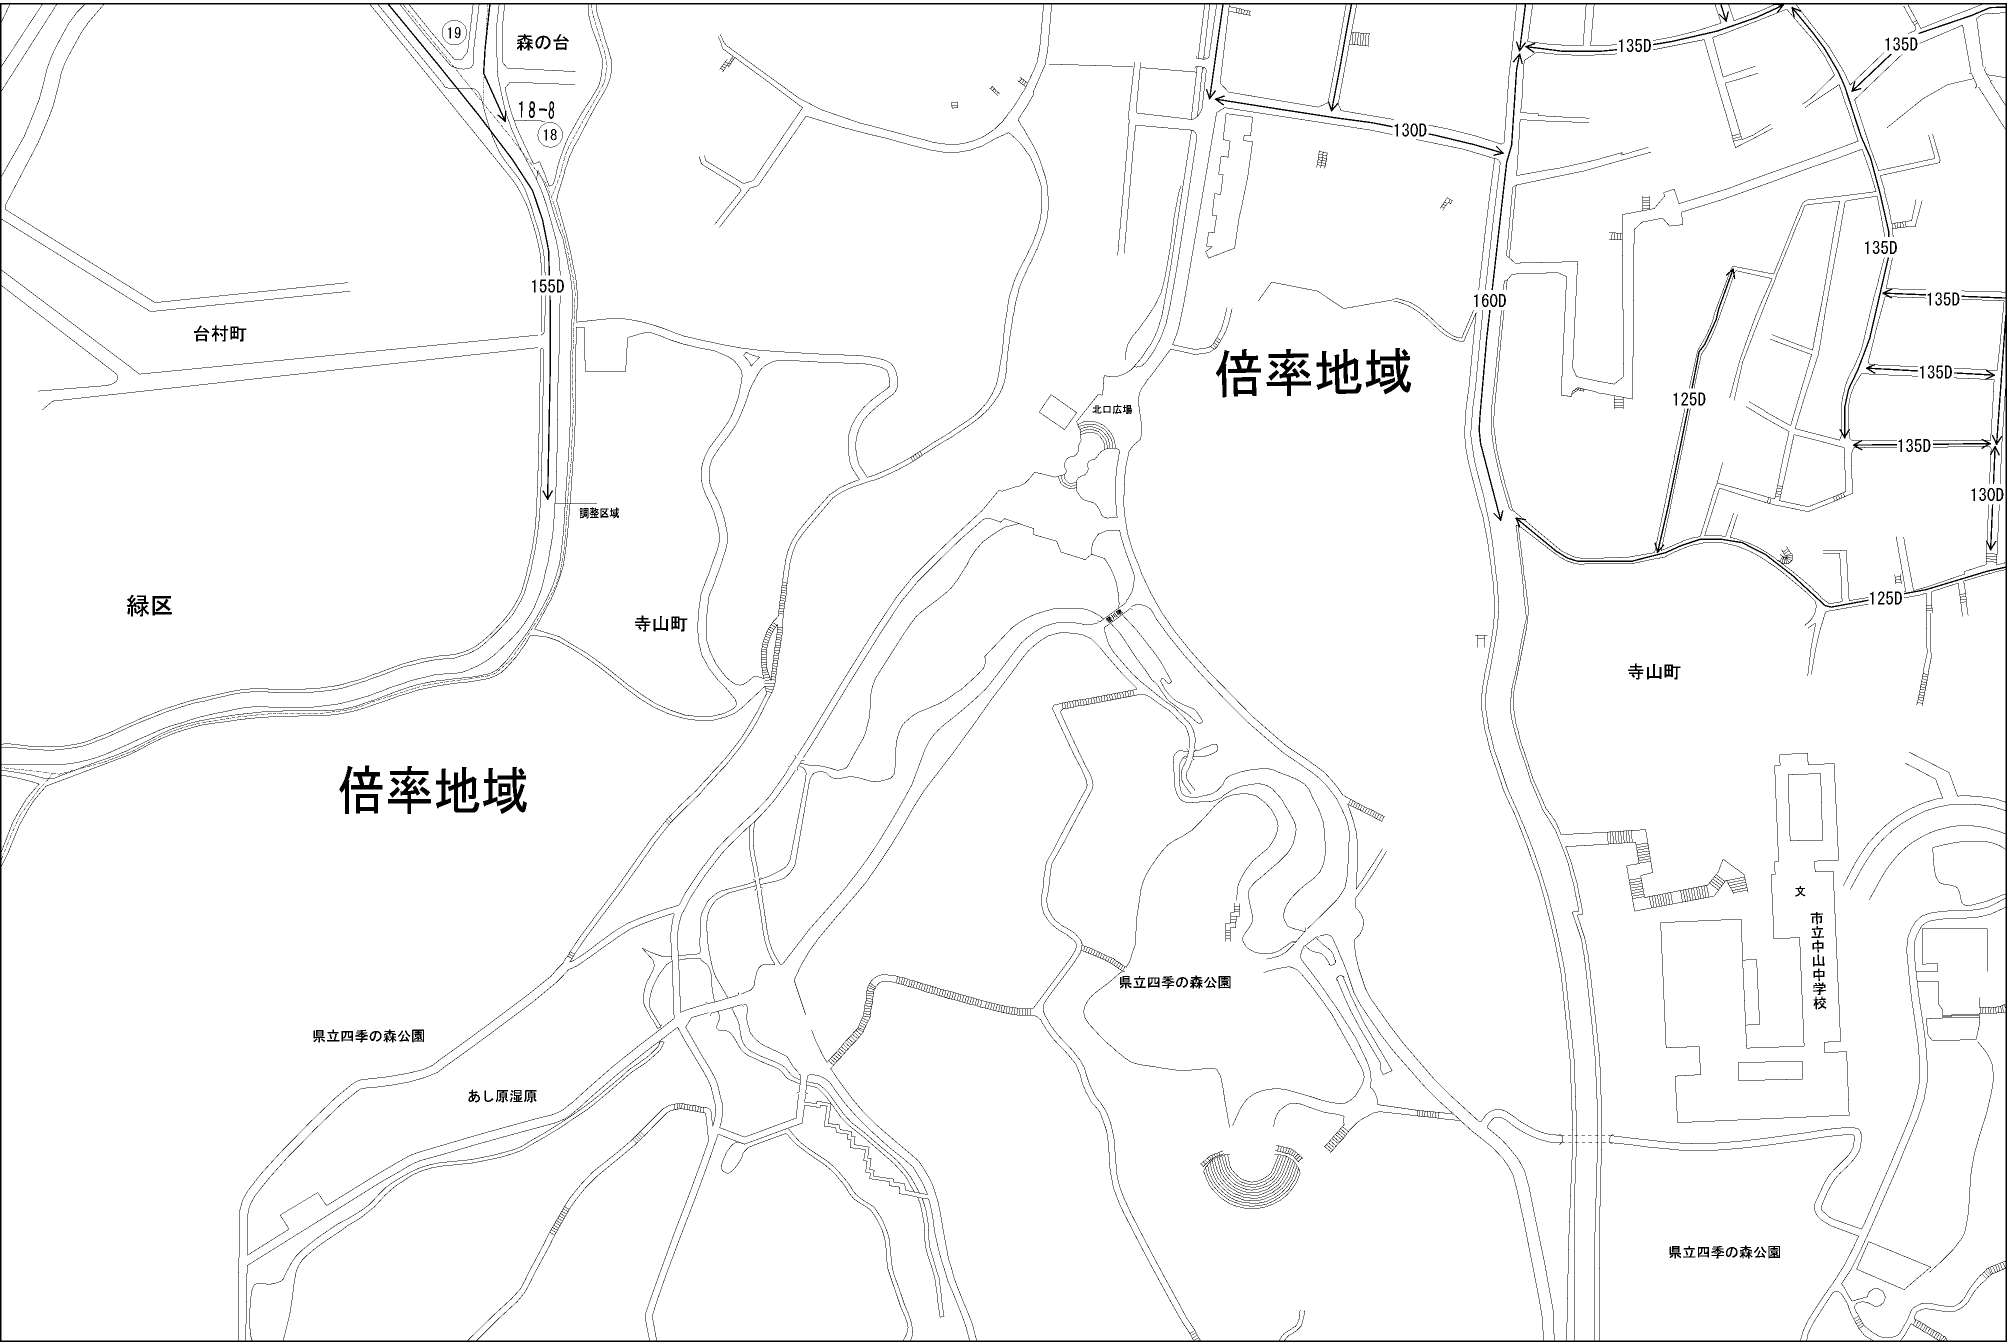 19
森の台
135D
135D
18-8
18
130D
135D
155D
135D
160D
台村町
倍率地域
135D
125D
北口広場
135D
130D
調整区域
緑区
125D
寺山町
寺山町
倍率地域
文
市立中山中学校
県立四季の森公園
県立四季の森公園
あし原湿原
県立四季の森公園